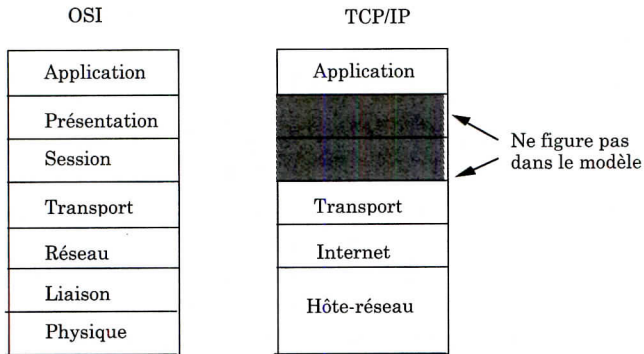 OSI
TCP/IP
Application
Présentation
Session
Transport
Réseau
Liaison
Physique
Application
Transport
Internet
Hôte-réseau
Ne figure pas
dans le modèle